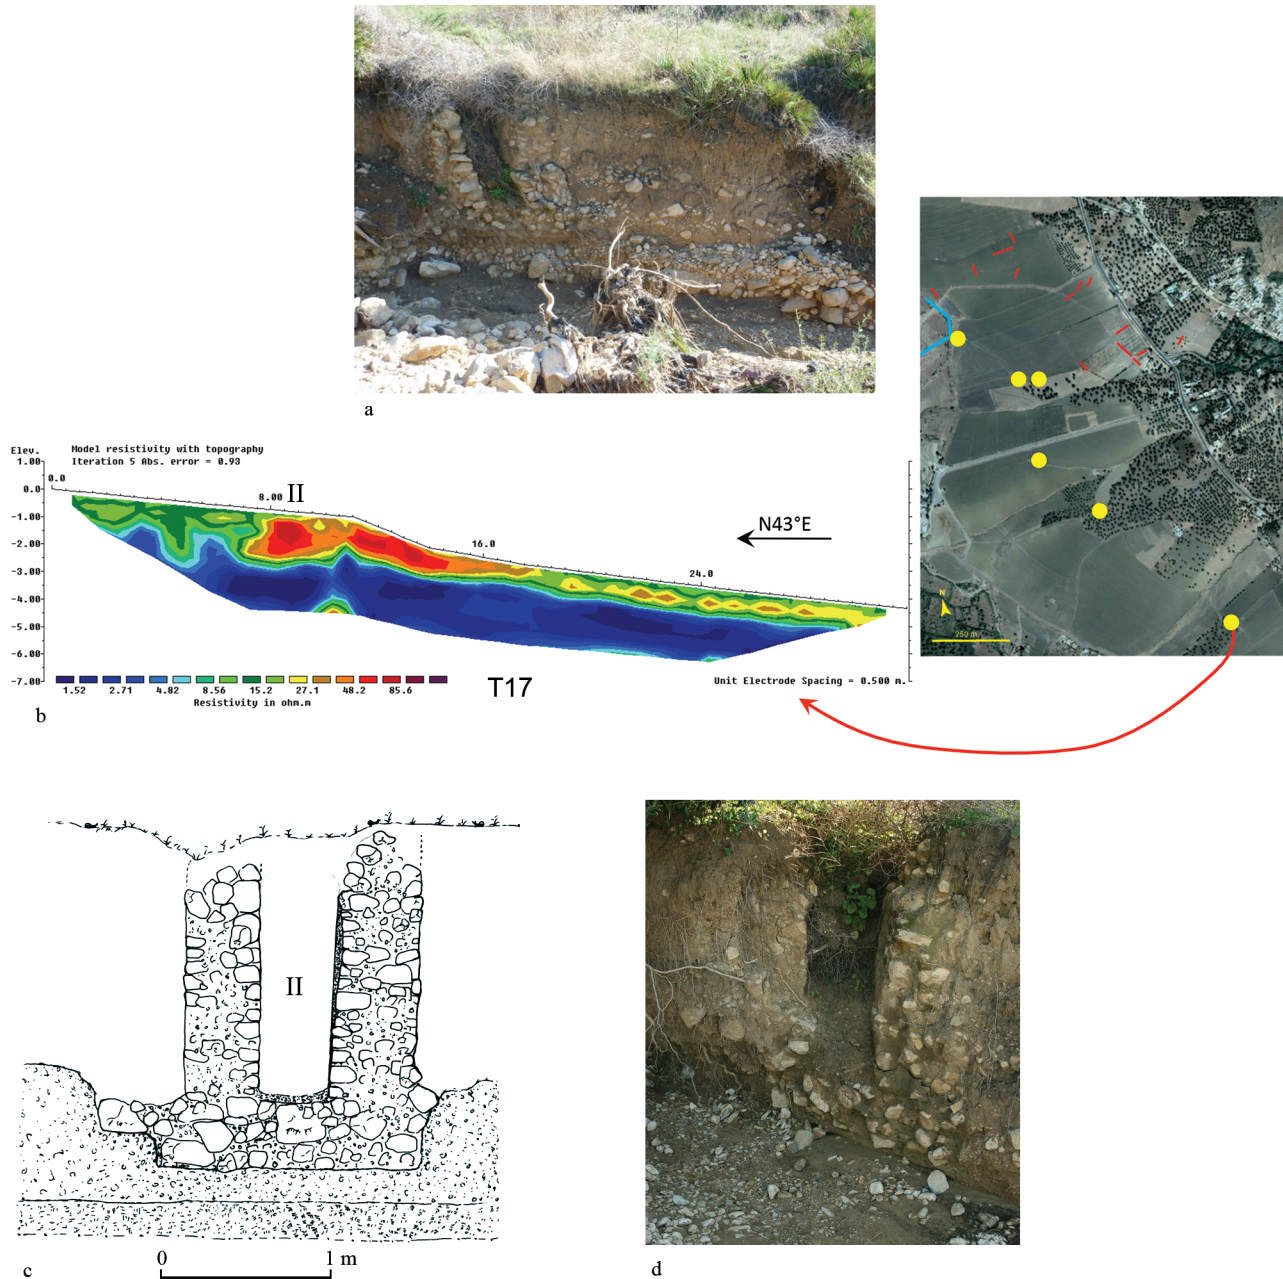 a
Elev.
Model resistivity with topography
Iteration 5 Abs. error = 0.93
1.00
0.0
-1.00
-2.00
-3.00
-4.00
-5.00
-6.00
-7.00
0.0
8.00
II
16.0
24.0
N43°E
1.52 2.71 4.82 8.56 15.2 27.1 48.2 85.6
Resistivity in ohm.m
T17
Unit Electrode Spacing = 0.500 m.
b
N
250 m
II
0 1 m
c
d